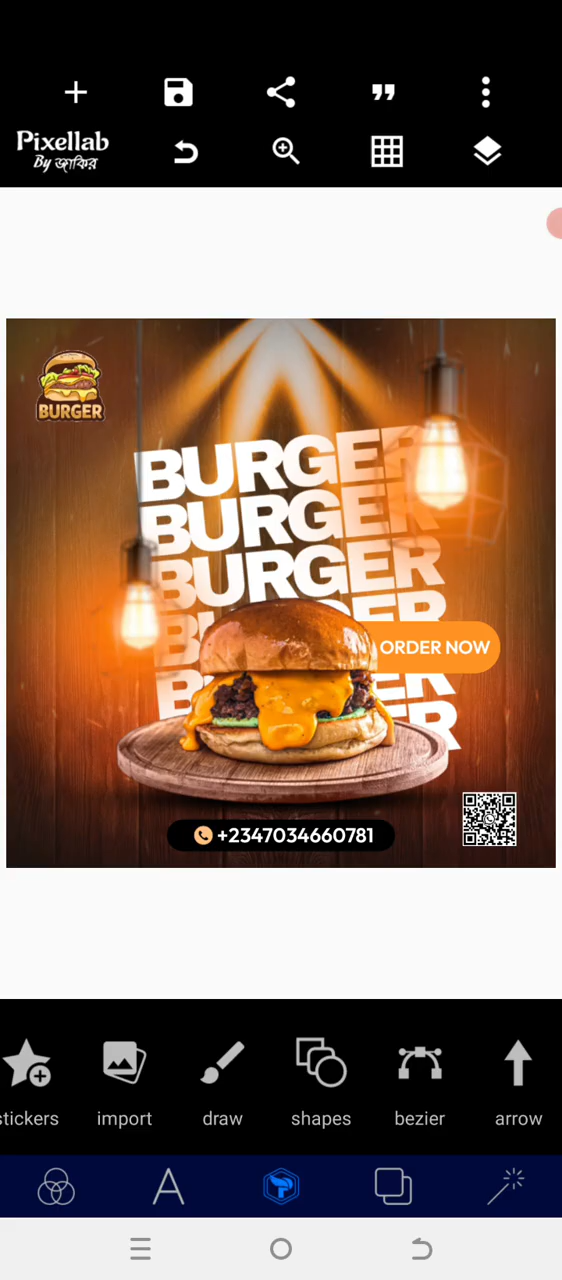 Pixellab
By জাকির
BURGER
BURGER
BURGER
BURGER
ORDER NOW
+2347034660781
stickers
import
draw
shapes
bezier
arrow